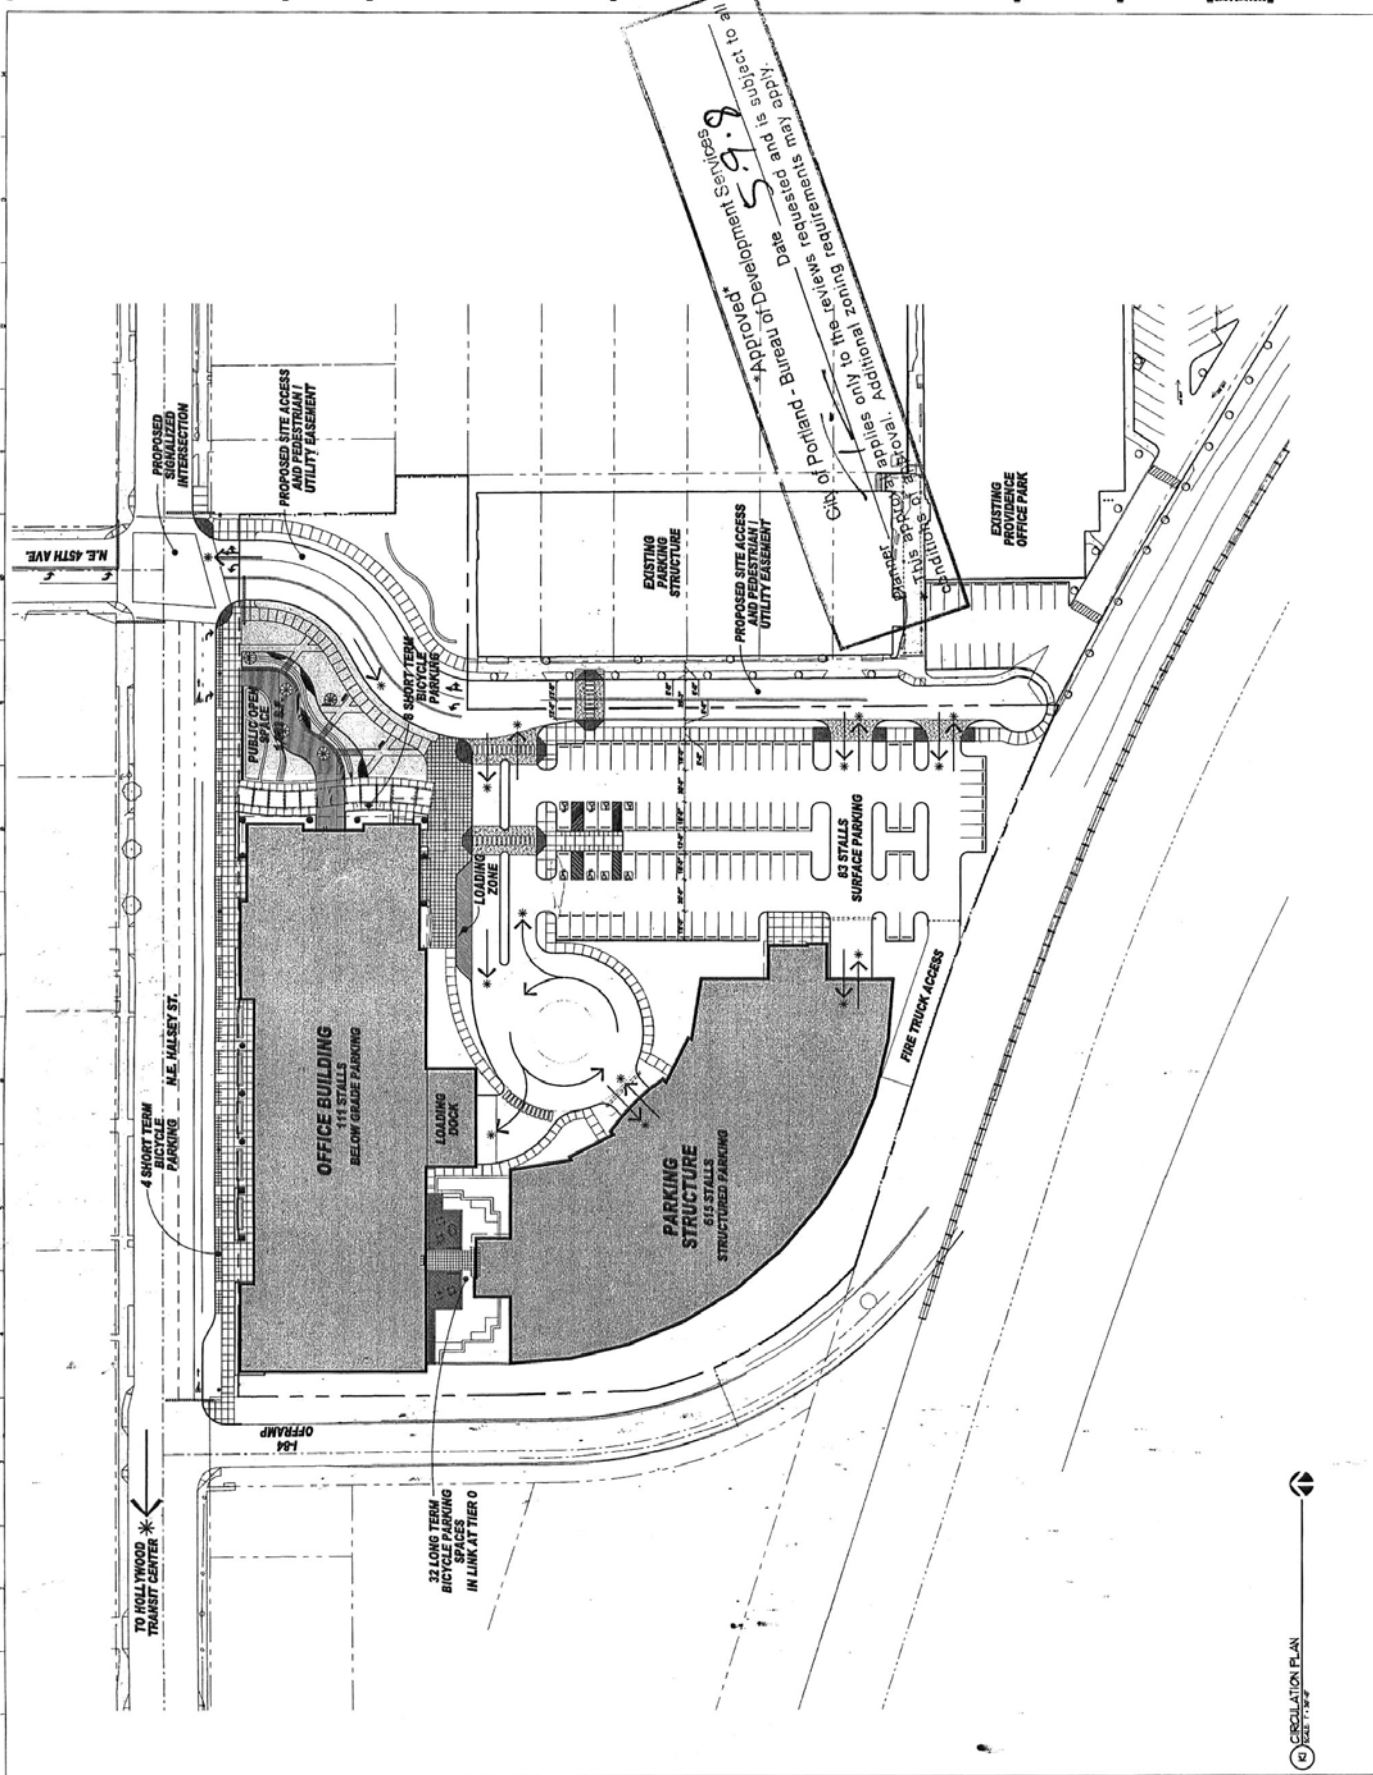 PROPOSED
SIGNALIZED
INTERSECTION
PROPOSED SITE ACCESS
AND PEDESTRIAN /
UTILITY EASEMENT
N.E. 45TH AVE.
EXISTING
PARKING
STRUCTURE
PROPOSED SITE ACCESS
AND PEDESTRIAN /
UTILITY EASEMENT
EXISTING
PROVIDENCE
OFFICE PARK
*Approved*
City of Portland - Bureau of Development Services
Planner
Date 5.9.8
* This approval applies only to the reviews requested and is subject to all
conditions of approval. Additional zoning requirements may apply.
PUBLIC OPEN
SPACE
8 SHORT TERM
BICYCLE
PARKING
LOADING
ZONE
83 STALLS
SURFACE PARKING
FIRE TRUCK ACCESS
4 SHORT TERM
BICYCLE
PARKING
N.E. HALSEY ST.
OFFICE BUILDING
111 STALLS
BELOW GRADE PARKING
LOADING
DOCK
PARKING
STRUCTURE
615 STALLS
STRUCTURED PARKING
I-84
OFFRAMP
TO HOLLYWOOD
TRANSIT CENTER
32 LONG TERM
BICYCLE PARKING
SPACES
IN LINK AT TIER 0
CIRCULATION PLAN